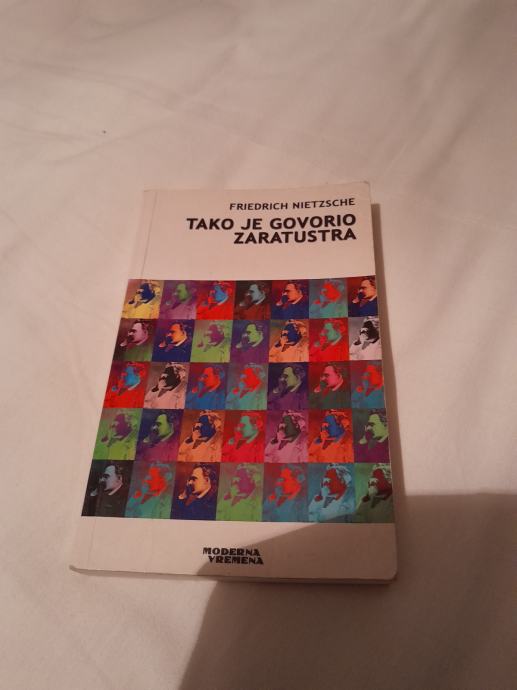 FRIEDRICH NIETZSCHE
TAKO JE GOVORIO
ZARATUSTRA
MODERNA
VREMENA